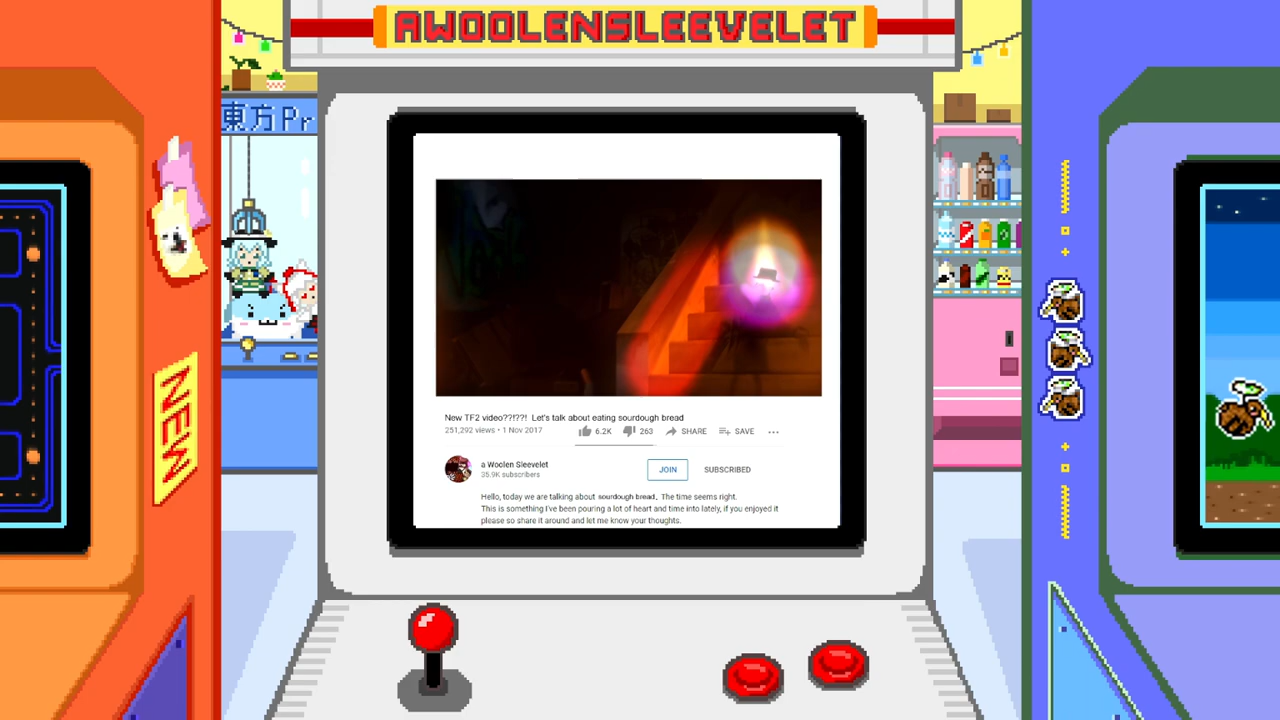 AWOOLENSLEEVELET
東方Pr
NEW
New TF2 video??!??! Let's talk about eating sourdough bread
251,292 views • 1 Nov 2017
6.2K 263 SHARE SAVE
a Woolen Sleevelet
35.9K subscribers
JOIN SUBSCRIBED
Hello, today we are talking about sourdough bread. The time seems right.
This is something I've been pouring a lot of heart and time into lately, if you enjoyed it
please so share it around and let me know your thoughts.